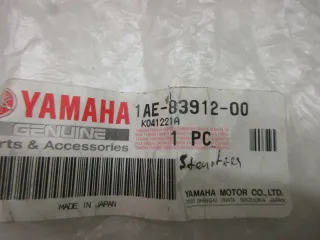 YAMAHA 1AE-83912-00
K041221A
GENUINE
Parts & Accessories
1 PC
MADE IN JAPAN
YAMAHA MOTOR CO., LTD.